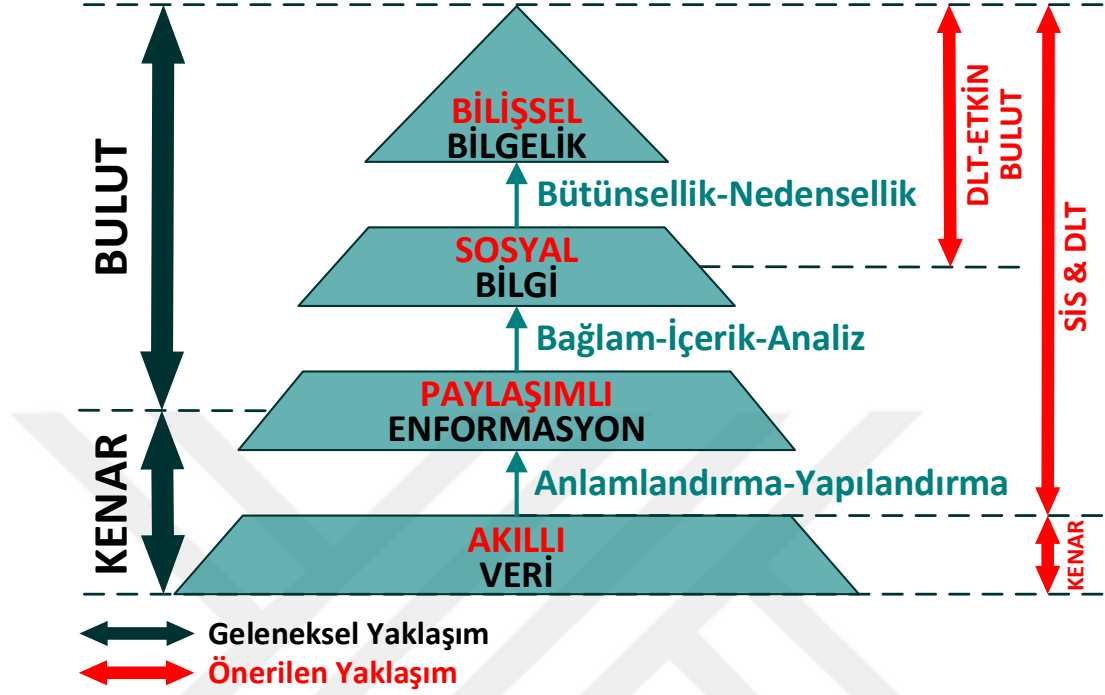 BİLİŞSEL
BİLGELİK
Bütünsellik-Nedensellik
SOSYAL
BİLGİ
Bağlam-İçerik-Analiz
PAYLAŞIMLI
ENFORMASYON
Anlamlandırma-Yapılandırma
AKILLI
VERİ
BULUT
KENAR
DLT-ETKİN
BULUT
SİS & DLT
KENAR
Geleneksel Yaklaşım
Önerilen Yaklaşım